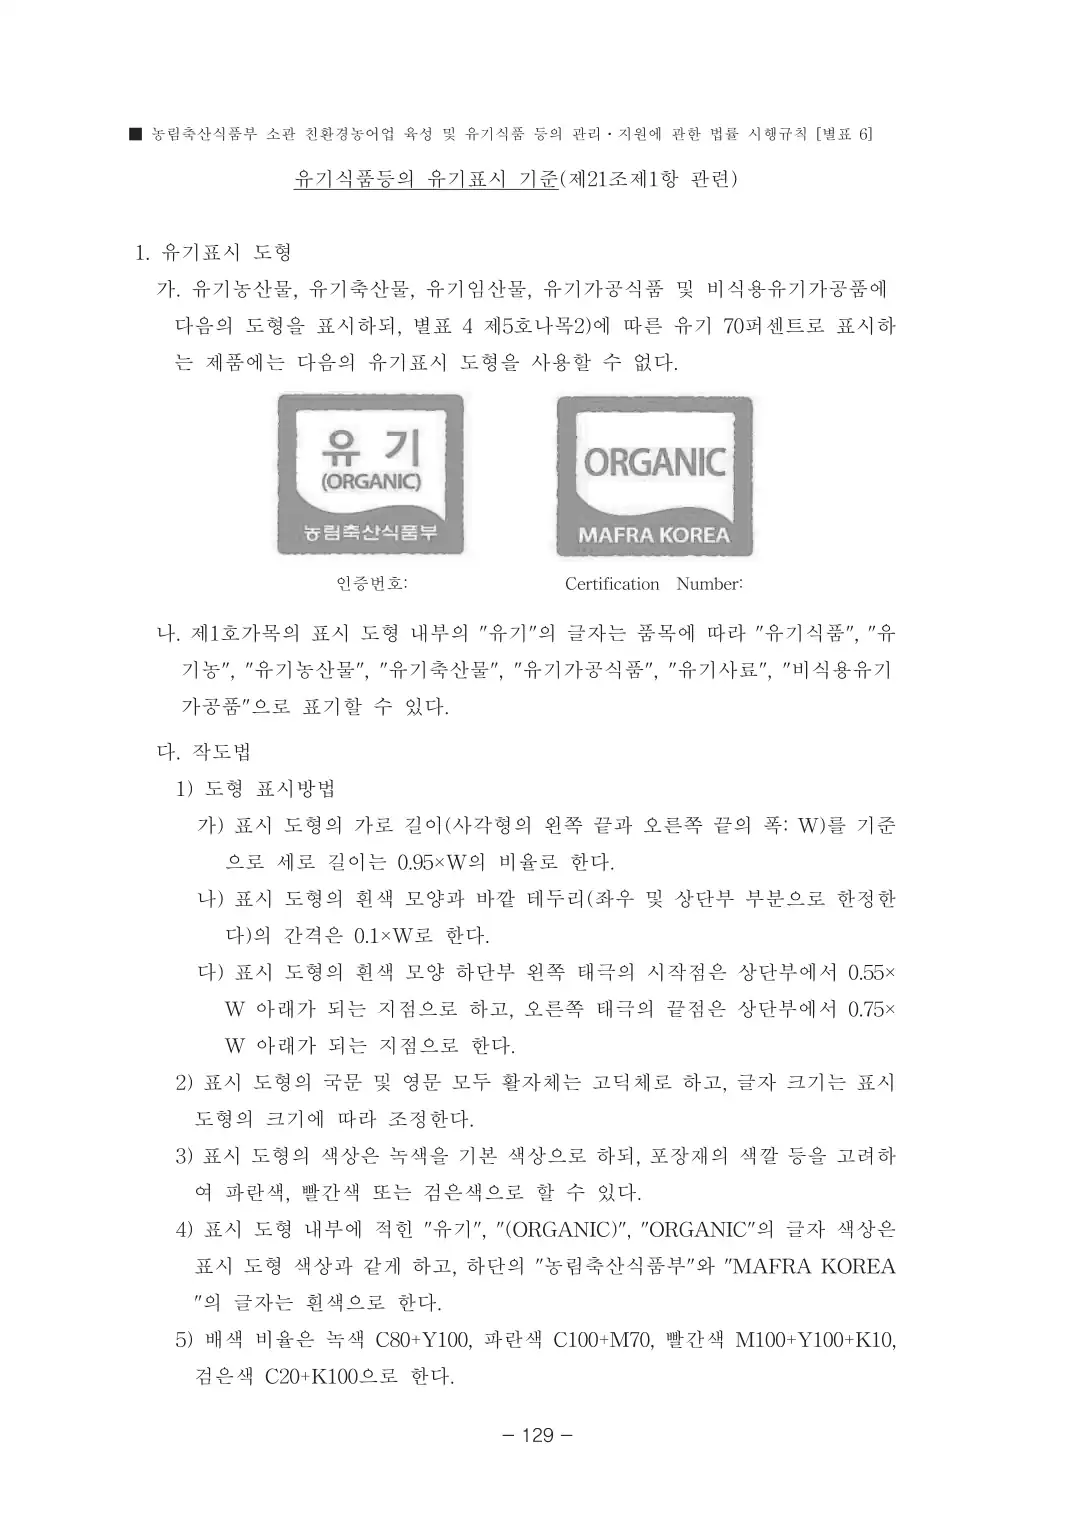 ■ 농림축산식품부 소관 친환경농어업 육성 및 유기식품 등의 관리·지원에 관한 법률 시행규칙 [별표 6]
유기식품등의 유기표시 기준(제21조제1항 관련)
1. 유기표시 도형
가. 유기농산물, 유기축산물, 유기임산물, 유기가공식품 및 비식용유기가공품에
다음의 도형을 표시하되, 별표 4 제5호나목2)에 따른 유기 70퍼센트로 표시하
는 제품에는 다음의 유기표시 도형을 사용할 수 없다.
유 기
(ORGANIC)
농림축산식품부
ORGANIC
MAFRA KOREA
인증번호:
Certification Number:
나. 제1호가목의 표시 도형 내부의 "유기"의 글자는 품목에 따라 "유기식품", "유
기농", "유기농산물", "유기축산물", "유기가공식품", "유기사료", "비식용유기
가공품"으로 표기할 수 있다.
다. 작도법
1) 도형 표시방법
가) 표시 도형의 가로 길이(사각형의 왼쪽 끝과 오른쪽 끝의 폭: W)를 기준
으로 세로 길이는 0.95×W의 비율로 한다.
나) 표시 도형의 흰색 모양과 바깥 테두리(좌우 및 상단부 부분으로 한정한
다)의 간격은 0.1×W로 한다.
다) 표시 도형의 흰색 모양 하단부 왼쪽 태극의 시작점은 상단부에서 0.55×
W 아래가 되는 지점으로 하고, 오른쪽 태극의 끝점은 상단부에서 0.75×
W 아래가 되는 지점으로 한다.
2) 표시 도형의 국문 및 영문 모두 활자체는 고딕체로 하고, 글자 크기는 표시
도형의 크기에 따라 조정한다.
3) 표시 도형의 색상은 녹색을 기본 색상으로 하되, 포장재의 색깔 등을 고려하
여 파란색, 빨간색 또는 검은색으로 할 수 있다.
4) 표시 도형 내부에 적힌 "유기", "(ORGANIC)", "ORGANIC"의 글자 색상은
표시 도형 색상과 같게 하고, 하단의 "농림축산식품부"와 "MAFRA KOREA
"의 글자는 흰색으로 한다.
5) 배색 비율은 녹색 C80+Y100, 파란색 C100+M70, 빨간색 M100+Y100+K10,
검은색 C20+K100으로 한다.
- 129 -